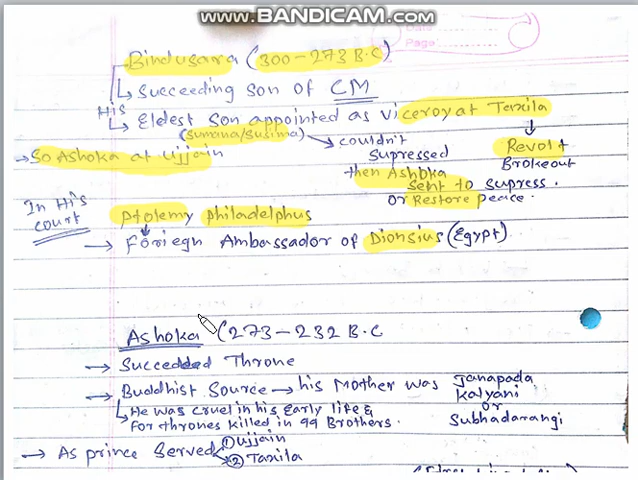 www.BANDICAM.com
Date
Page
Bindusara (300-273 B.C)
↳ Succeeding son of CM
His
↳ Eldest Son appointed as viceroy at Taxila
(Sumana/Susima) → couldn't supressed
Revolt Brokeout
then Ashoka sent to supress.
or Restore peace.
→ So Ashoka at Ujjain
In His court
Ptolemy Philadelphus
→ Foriegn Ambassador of Dionsius (Egypt)
Ashoka (273-232 B.C
→ Succeeded Throne
→ Buddhist Source → his Mother was Janapada Kalyani or Subhadarangi
↳ He was cruel in his Early life &
For thrones killed in 99 Brothers.
→ As prince Served ① Ujjain
② Taxila